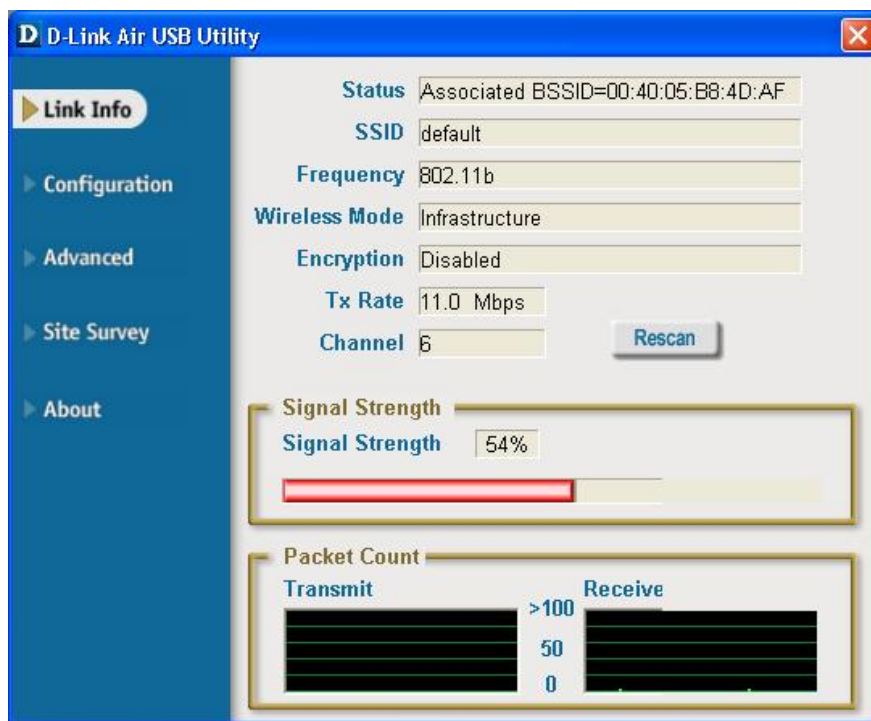 D D-Link Air USB Utility
Link Info
Configuration
Advanced
Site Survey
About
Status Associated BSSID=00:40:05:B8:4D:AF
SSID default
Frequency 802.11b
Wireless Mode Infrastructure
Encryption Disabled
Tx Rate 11.0 Mbps
Channel 6
Rescan
Signal Strength
Signal Strength 54%
Packet Count
Transmit Receive
>100
50
0